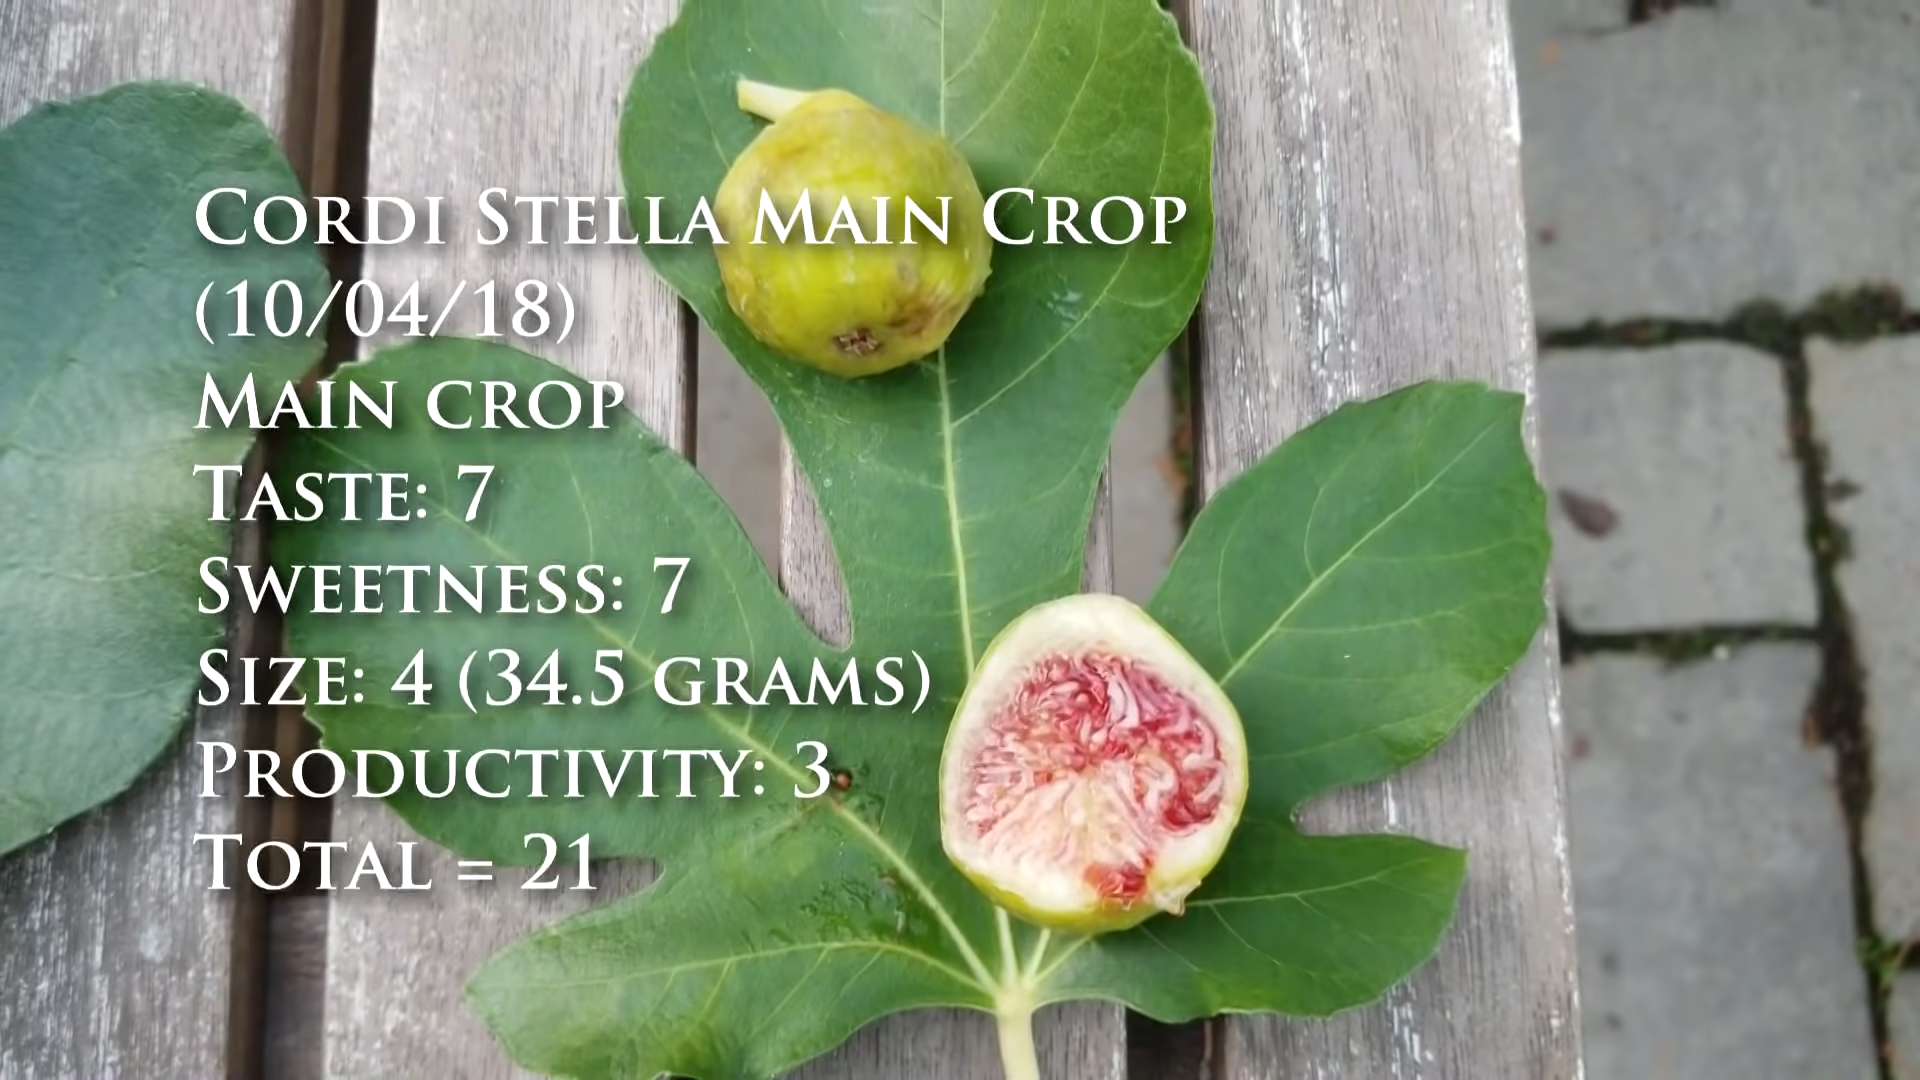 Cordi Stella Main Crop
(10/04/18)
Main crop
Taste: 7
Sweetness: 7
Size: 4 (34.5 grams)
Productivity: 3
Total = 21